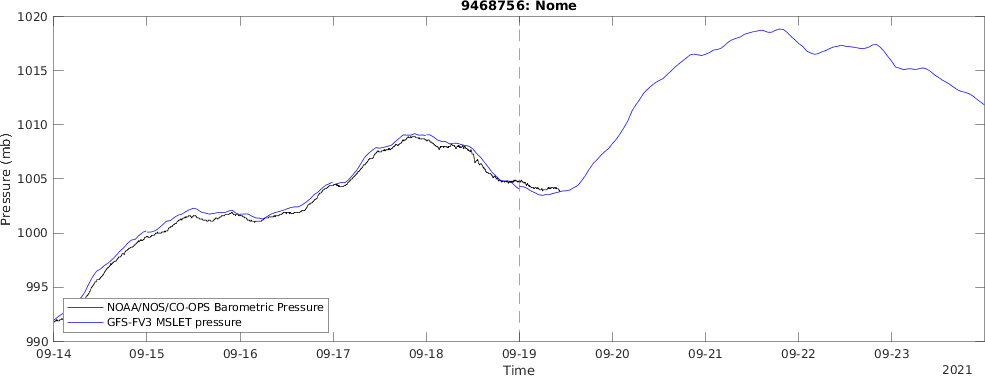 9468756: Nome
1020
1015
1010
1005
1000
995
990
Pressure (mb)
NOAA/NOS/CO-OPS Barometric Pressure
GFS-FV3 MSLET pressure
09-14 09-15 09-16 09-17 09-18 09-19 09-20 09-21 09-22 09-23
Time
2021